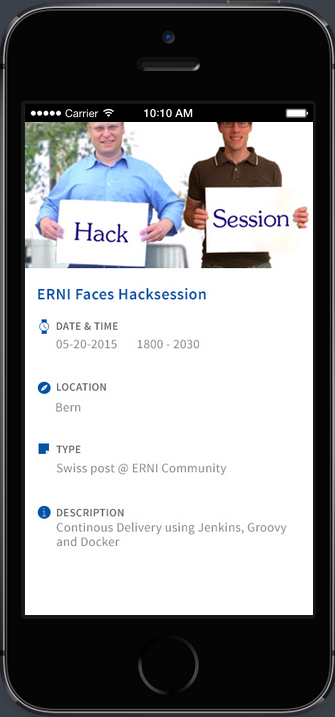 Carrier 10:10 AM
Hack
Session
ERNI Faces Hacksession
DATE & TIME
05-20-2015 1800 - 2030
LOCATION
Bern
TYPE
Swiss post @ ERNI Community
DESCRIPTION
Continous Delivery using Jenkins, Groovy
and Docker